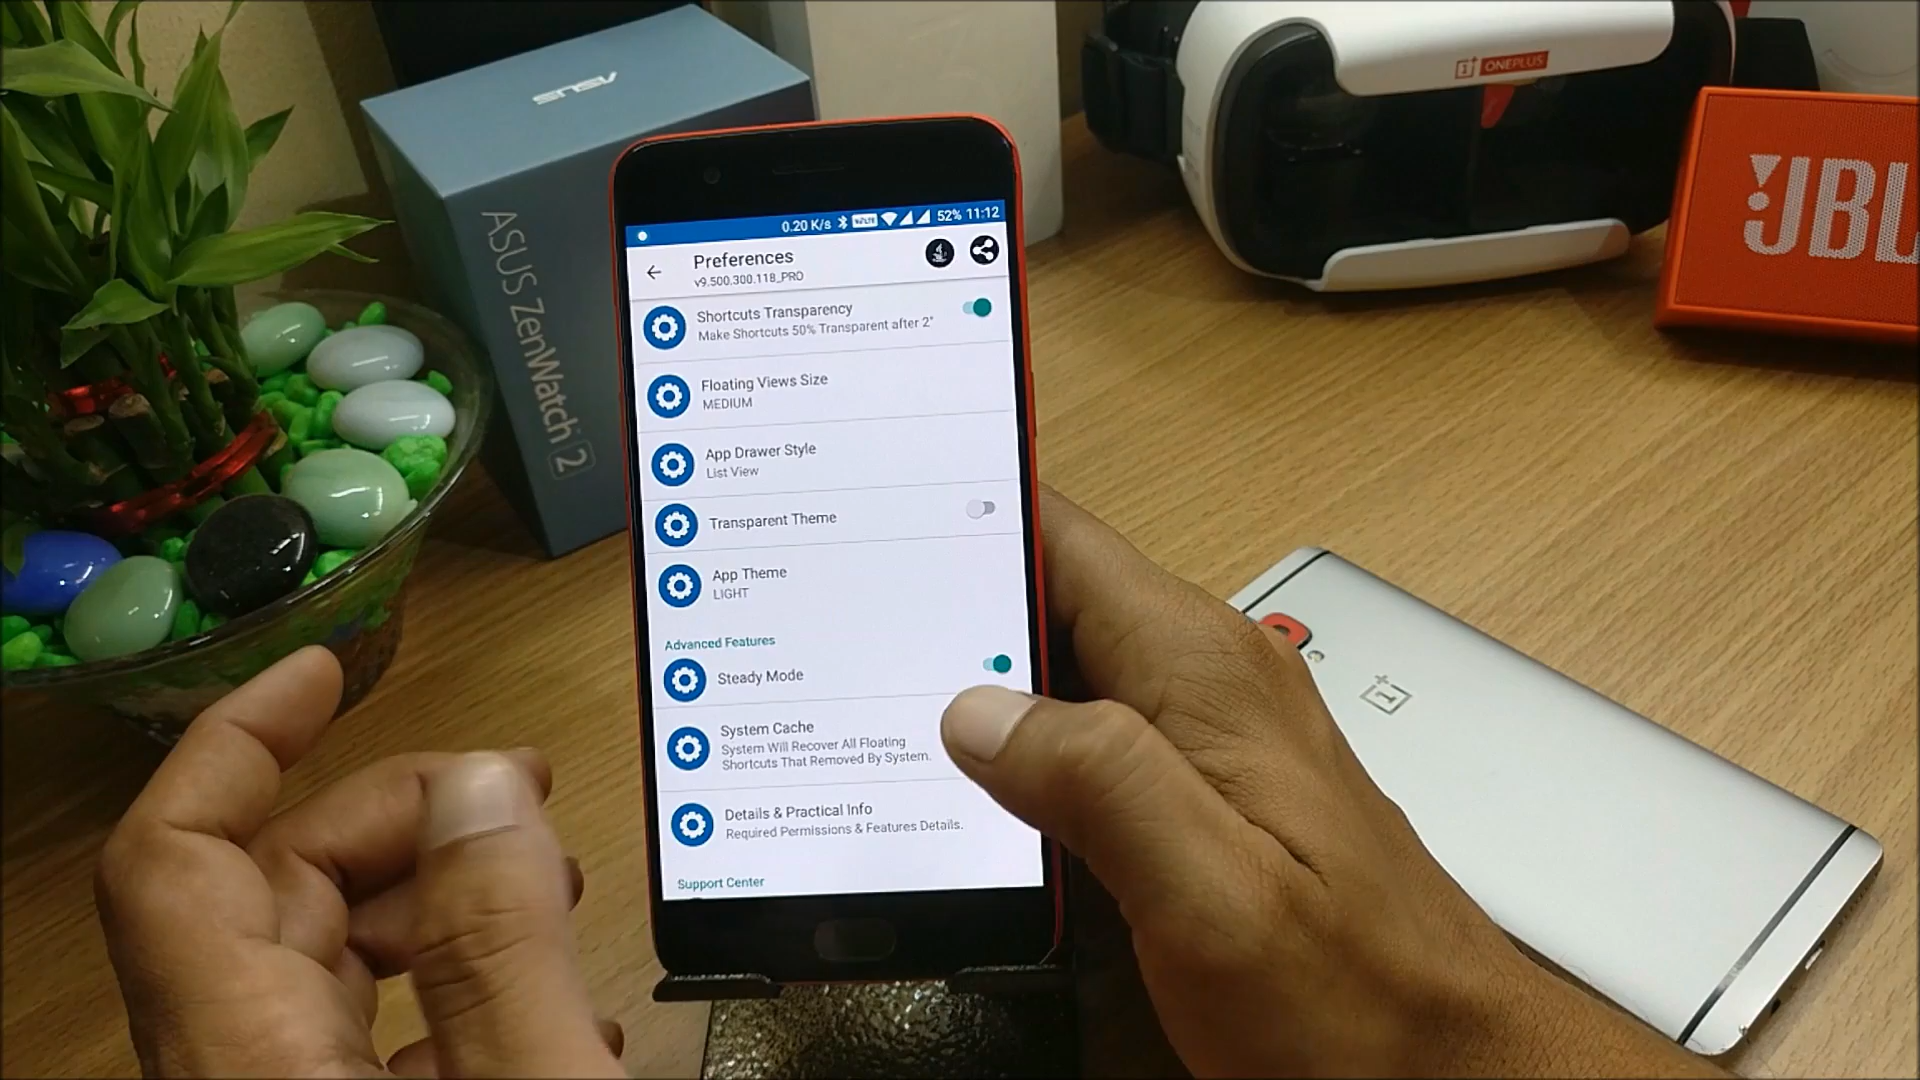 ASUS
ASUS ZenWatch 2
ONEPLUS
JBL
0.20 K/s VoLTE 52% 11:12
Preferences
v9.500.300.118_PRO
Shortcuts Transparency
Make Shortcuts 50% Transparent after 2"
Floating Views Size
MEDIUM
App Drawer Style
List View
Transparent Theme
App Theme
LIGHT
Advanced Features
Steady Mode
System Cache
System Will Recover All Floating
Shortcuts That Removed By System.
Details & Practical Info
Required Permissions & Features Details.
Support Center